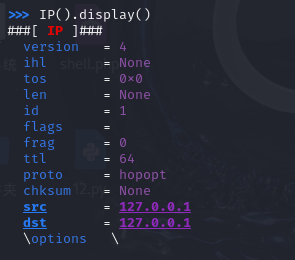 >>> IP().display()
###[ IP ]###
  version   = 4
  ihl       = None
  tos       = 0×0
  len       = None
  id        = 1
  flags     =
  frag      = 0
  ttl       = 64
  proto     = hopopt
  chksum    = None
  src       = 127.0.0.1
  dst       = 127.0.0.1
  \options   \